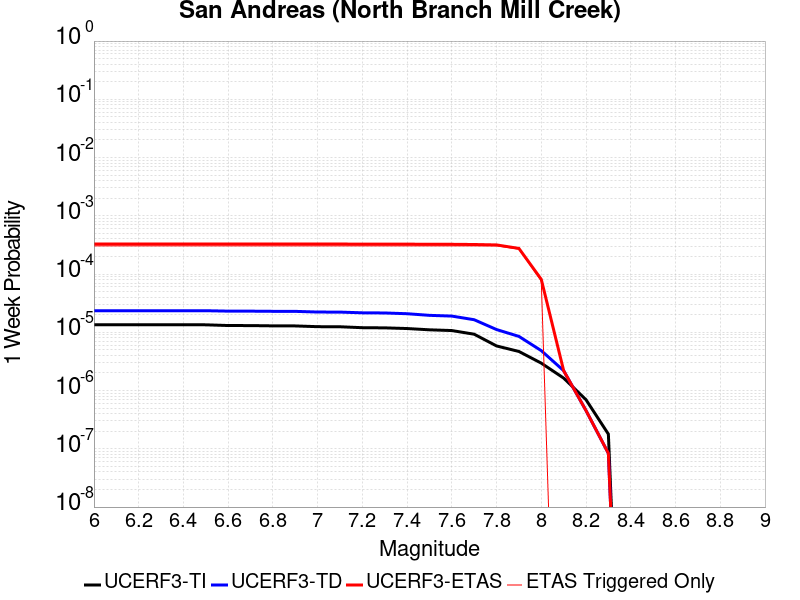 San Andreas (North Branch Mill Creek)
10^0
10^-1
10^-2
10^-3
10^-4
10^-5
10^-6
10^-7
10^-8
1 Week Probability
6 6.2 6.4 6.6 6.8 7 7.2 7.4 7.6 7.8 8 8.2 8.4 8.6 8.8 9
Magnitude
UCERF3-TI UCERF3-TD UCERF3-ETAS ETAS Triggered Only